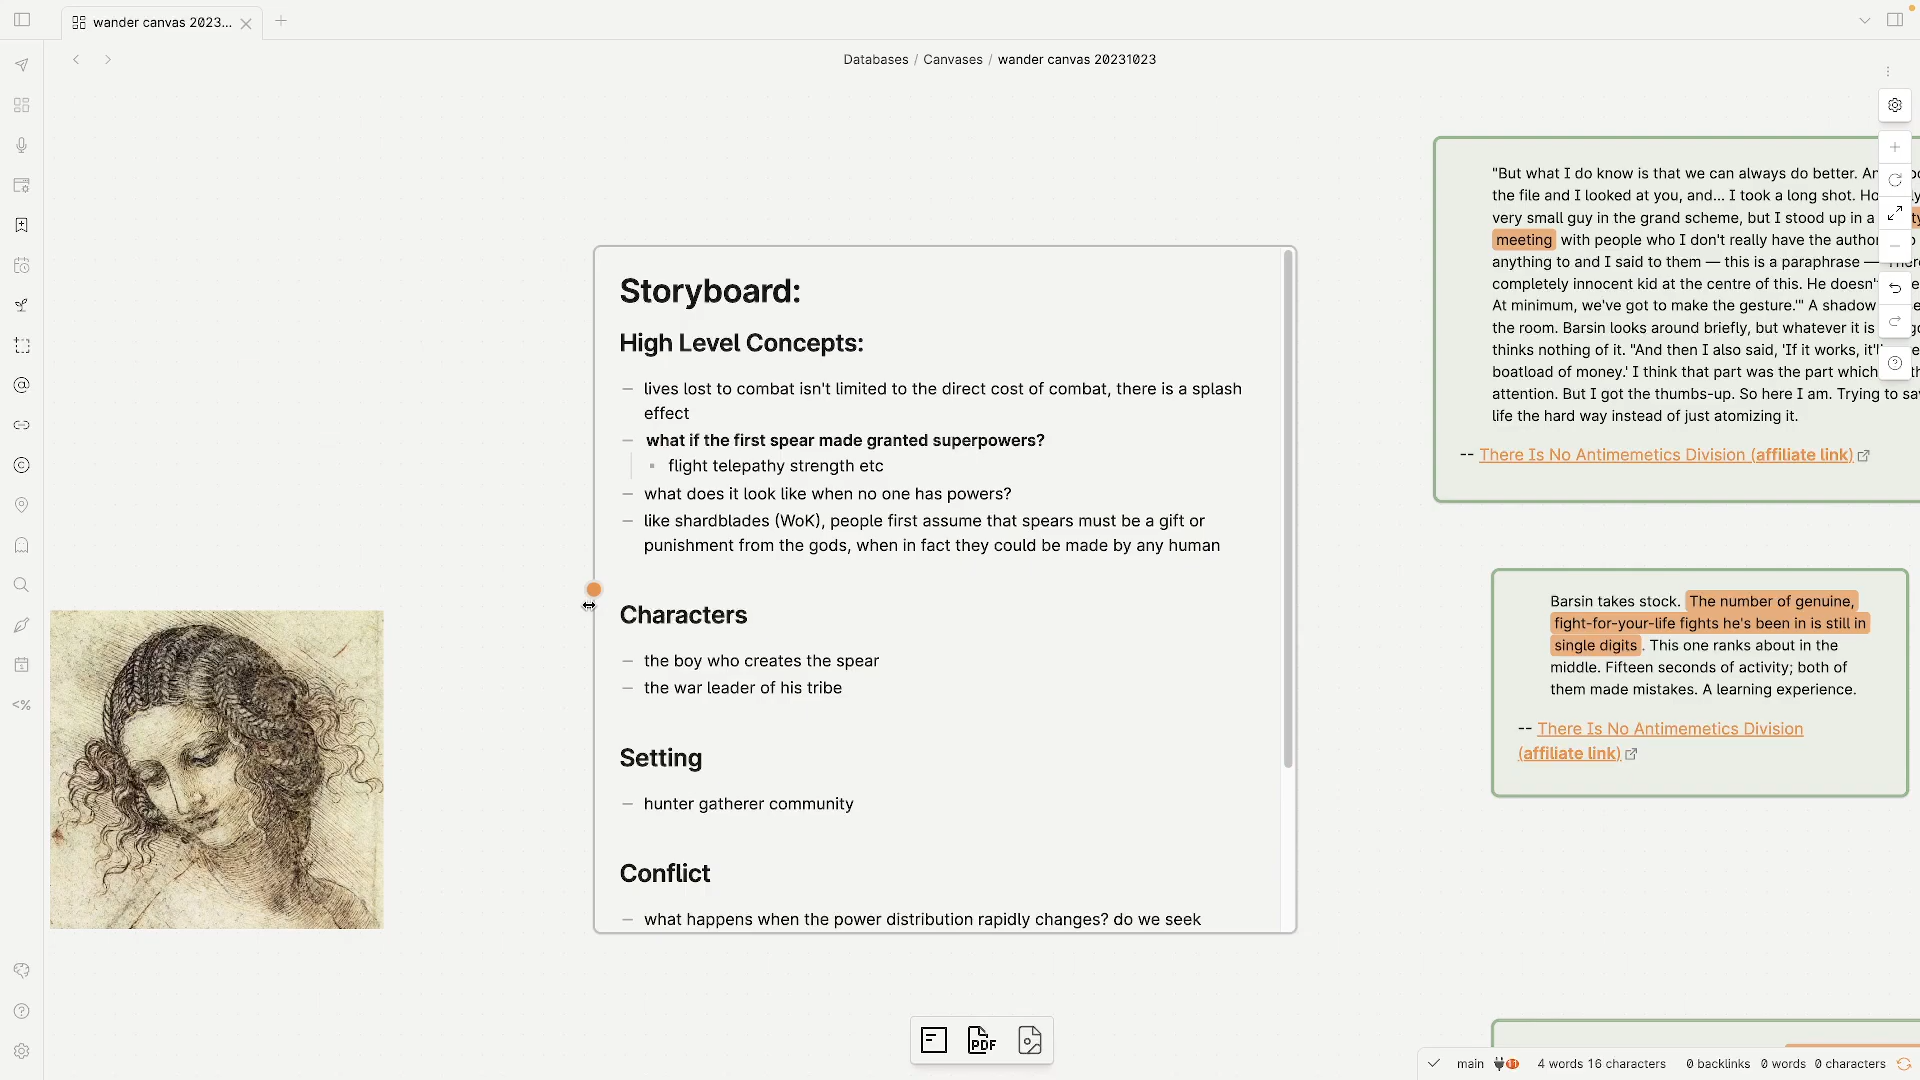 wander canvas 2023...
Databases / Canvases / wander canvas 20231023
Storyboard:
High Level Concepts:
– lives lost to combat isn't limited to the direct cost of combat, there is a splash
effect
– what if the first spear made granted superpowers?
▪ flight telepathy strength etc
– what does it look like when no one has powers?
– like shardblades (WoK), people first assume that spears must be a gift or
punishment from the gods, when in fact they could be made by any human
Characters
– the boy who creates the spear
– the war leader of his tribe
Setting
– hunter gatherer community
Conflict
– what happens when the power distribution rapidly changes? do we seek
"But what I do know is that we can always do better.
the file and I looked at you, and... I took a long shot.
very small guy in the grand scheme, but I stood up in a
meeting with people who I don't really have the
anything to and I said to them — this is a paraphrase —
completely innocent kid at the centre of this. He
At minimum, we've got to make the gesture.'" A shadow
the room. Barsin looks around briefly, but whatever it is
thinks nothing of it. "And then I also said, 'If it works,
boatload of money.' I think that part was the part which
attention. But I got the thumbs-up. So here I am. Trying to
life the hard way instead of just atomizing it.
-- There Is No Antimemetics Division (affiliate link)
Barsin takes stock. The number of genuine,
fight-for-your-life fights he's been in is still in
single digits. This one ranks about in the
middle. Fifteen seconds of activity; both of
them made mistakes. A learning experience.
-- There Is No Antimemetics Division
(affiliate link)
PDF
main 4 words 16 characters 0 backlinks 0 words 0 characters